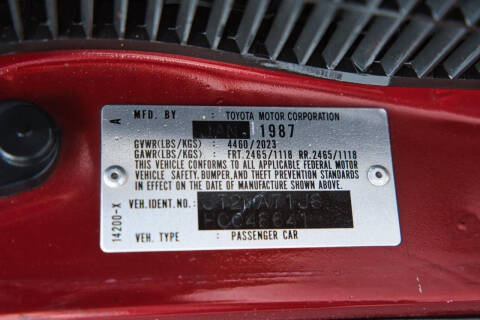 A
MFD. BY : TOYOTA MOTOR CORPORATION
JAN. 1987
GVWR(LBS/KGS) : 4460/2023
GAWR(LBS/KGS) : FRT.2465/1118 RR.2465/1118
THIS VEHICLE CONFORMS TO ALL APPLICABLE FEDERAL MOTOR
VEHICLE SAFETY,BUMPER,AND THEFT PREVENTION STANDARDS
IN EFFECT ON THE DATE OF MANUFACTURE SHOWN ABOVE.
VEH.IDENT.NO.:
VEH. TYPE : PASSENGER CAR
14200-X